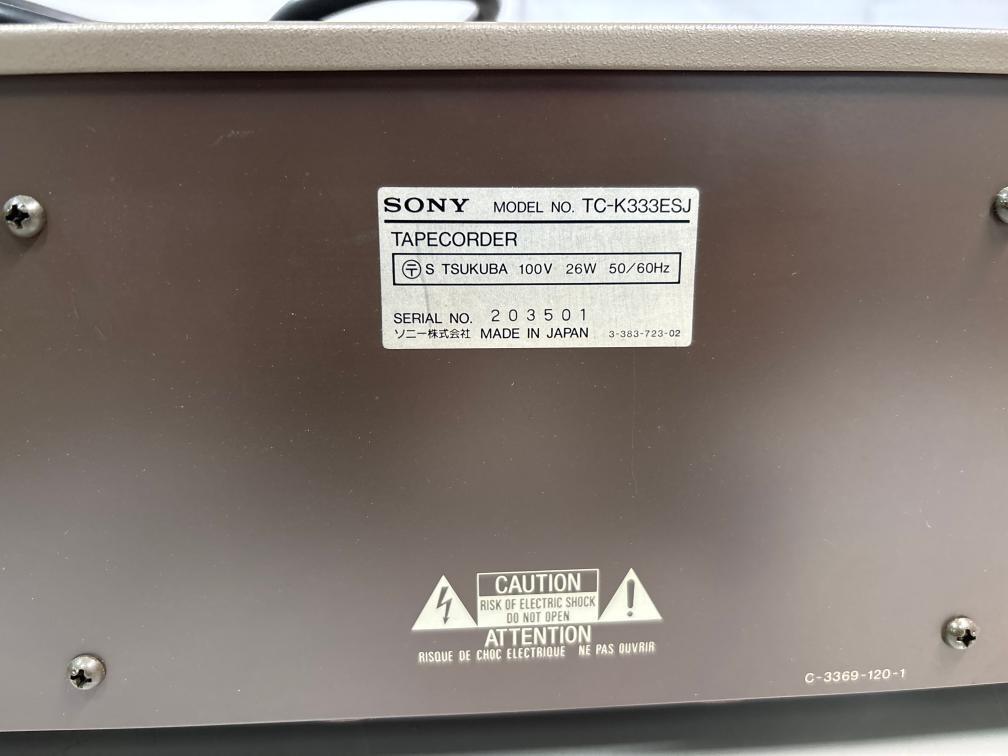 SONY MODEL NO. TC-K333ESJ
TAPECORDER
〒 S TSUKUBA 100V 26W 50/60Hz
SERIAL NO. 203501
ソニー株式会社 MADE IN JAPAN 3-383-723-02
CAUTION
RISK OF ELECTRIC SHOCK
DO NOT OPEN
!
ATTENTION
RISQUE DE CHOC ELECTRIQUE NE PAS OUVRIR
C-3369-120-1